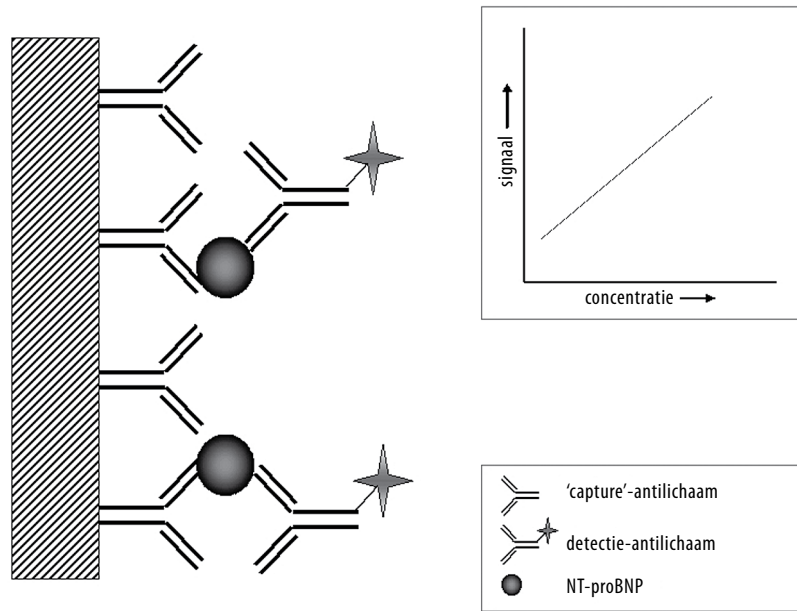 signaal
concentratie
'capture'-antilichaam
detectie-antilichaam
NT-proBNP